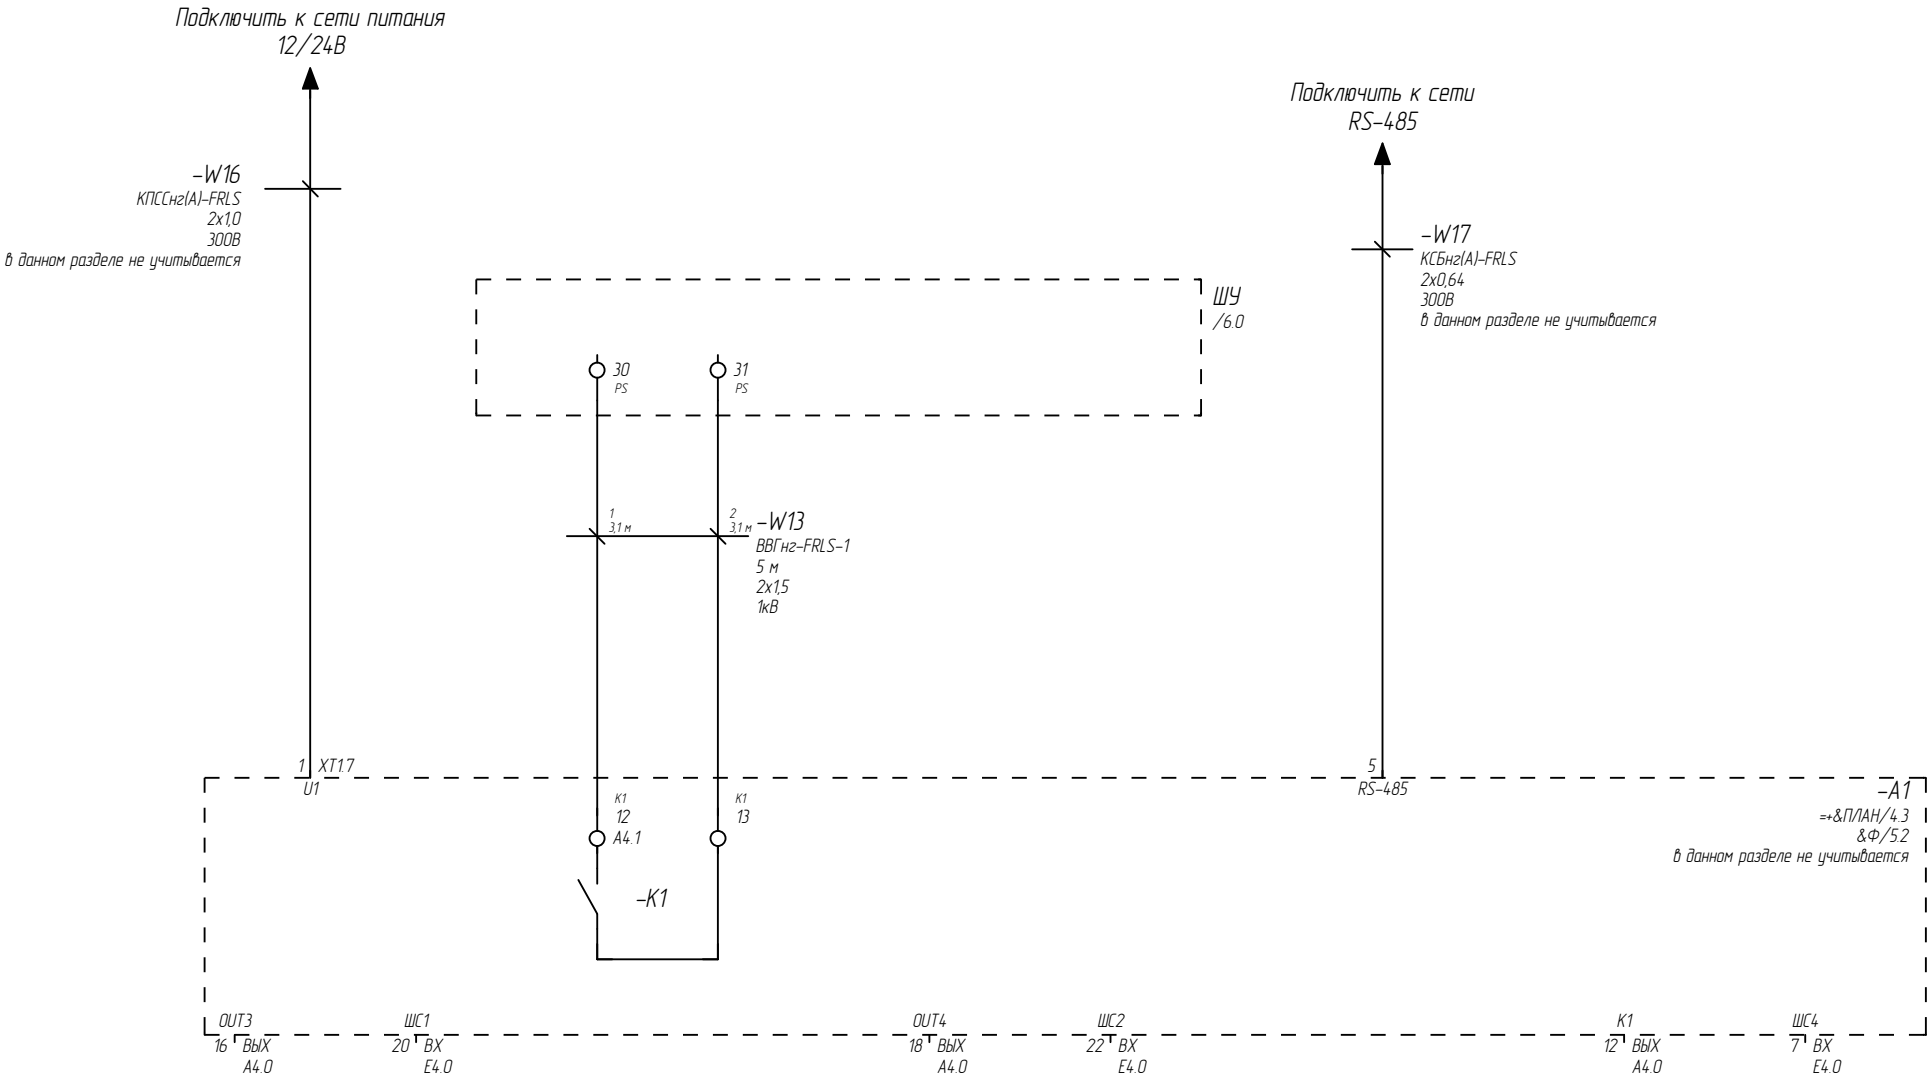 Подключить к сети питания
12/24В
-W16
КПССнг(А)-FRLS
2х1,0
300В
в данном разделе не учитывается
Подключить к сети
RS-485
-W17
КСБнг(А)-FRLS
2х0,64
300В
в данном разделе не учитывается
ШУ
/6.0
30
PS
31
PS
1
3,1 м
2
3,1 м
-W13
ВВГнг-FRLS-1
5 м
2х1,5
1кВ
1 XT1.7
U1
5
RS-485
-A1
=+&ПЛАН/4.3
&Ф/5.2
в данном разделе не учитывается
К1
12
А4.1
К1
13
-K1
OUT3
16 ВЫХ
А4.0
ШС1
20 ВХ
Е4.0
OUT4
18 ВЫХ
А4.0
ШС2
22 ВХ
Е4.0
К1
12 ВЫХ
А4.0
ШС4
7 ВХ
Е4.0